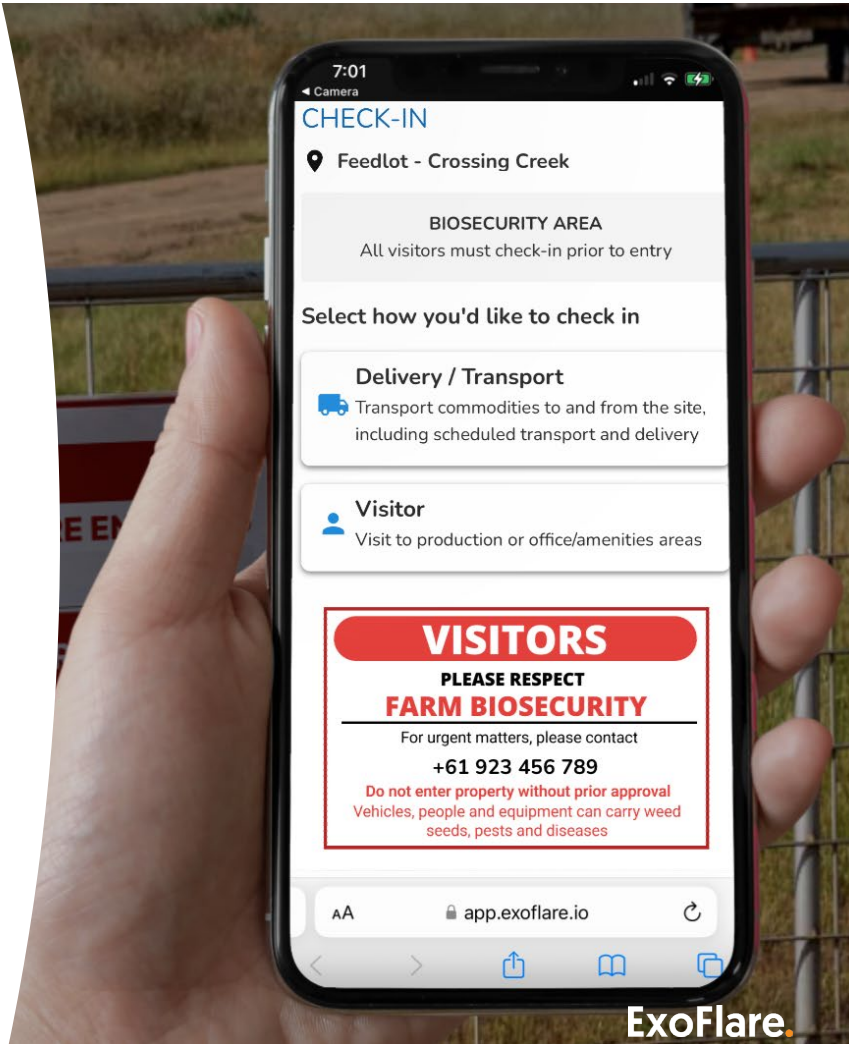 7:01
◀ Camera
CHECK-IN
Feedlot - Crossing Creek
BIOSECURITY AREA
All visitors must check-in prior to entry
Select how you'd like to check in
Delivery / Transport
Transport commodities to and from the site,
including scheduled transport and delivery
Visitor
Visit to production or office/amenities areas
VISITORS
PLEASE RESPECT
FARM BIOSECURITY
For urgent matters, please contact
+61 923 456 789
Do not enter property without prior approval
Vehicles, people and equipment can carry weed
seeds, pests and diseases
AA
app.exoflare.io
ExoFlare.